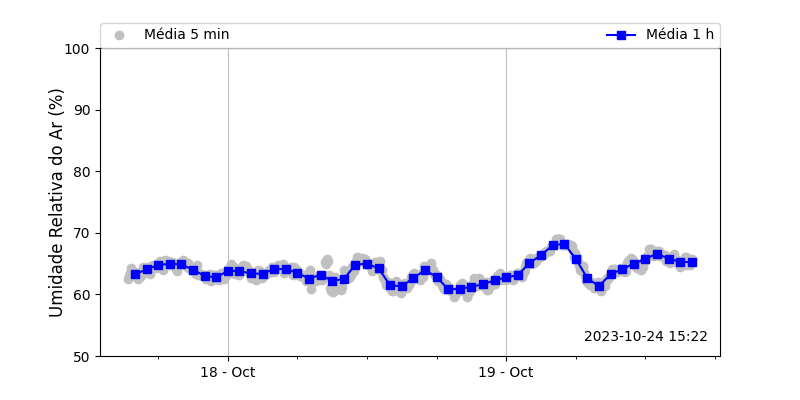 Média 5 min
Média 1 h
Umidade Relativa do Ar (%)
100
90
80
70
60
50
2023-10-24 15:22
18 - Oct
19 - Oct